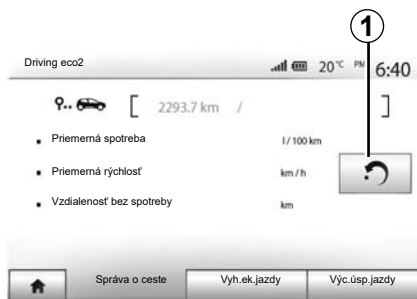 1
Driving eco2 20°C PM 6:40
[ 2293.7 km / ]
Priemerná spotreba l / 100 km
Priemerná rýchlosť km / h
Vzdialenosť bez spotreby km
Správa o ceste Vyh.ek.jazdy Výc.úsp.jazdy